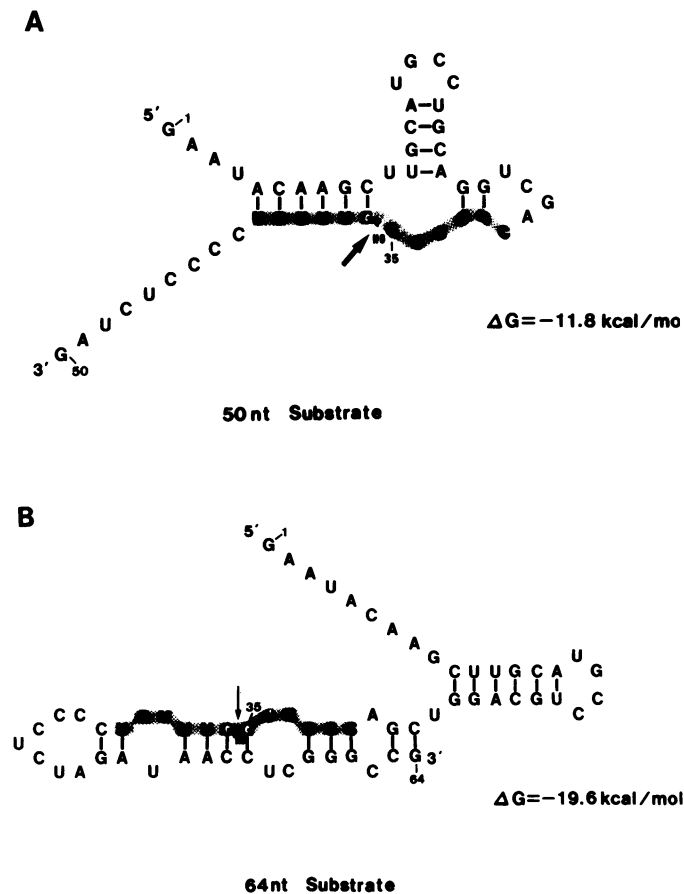 A
G C
U C
A–U
C–G
G–C
U U–A
5′ G 1
A A U
A C A A G C
G G U C G A
G
C C C C C U C U A G 50
3′
35
ΔG=−11.8 kcal/mo
50nt Substrate
B
5′ G 1
A A U A C A A G
C U U G C A U G
G G A C G U C C
U
35
C C C C
A G C
U
C U A G A U A A C C C U C G G G C C G 3′
64
ΔG=−19.6 kcal/mol
64nt Substrate